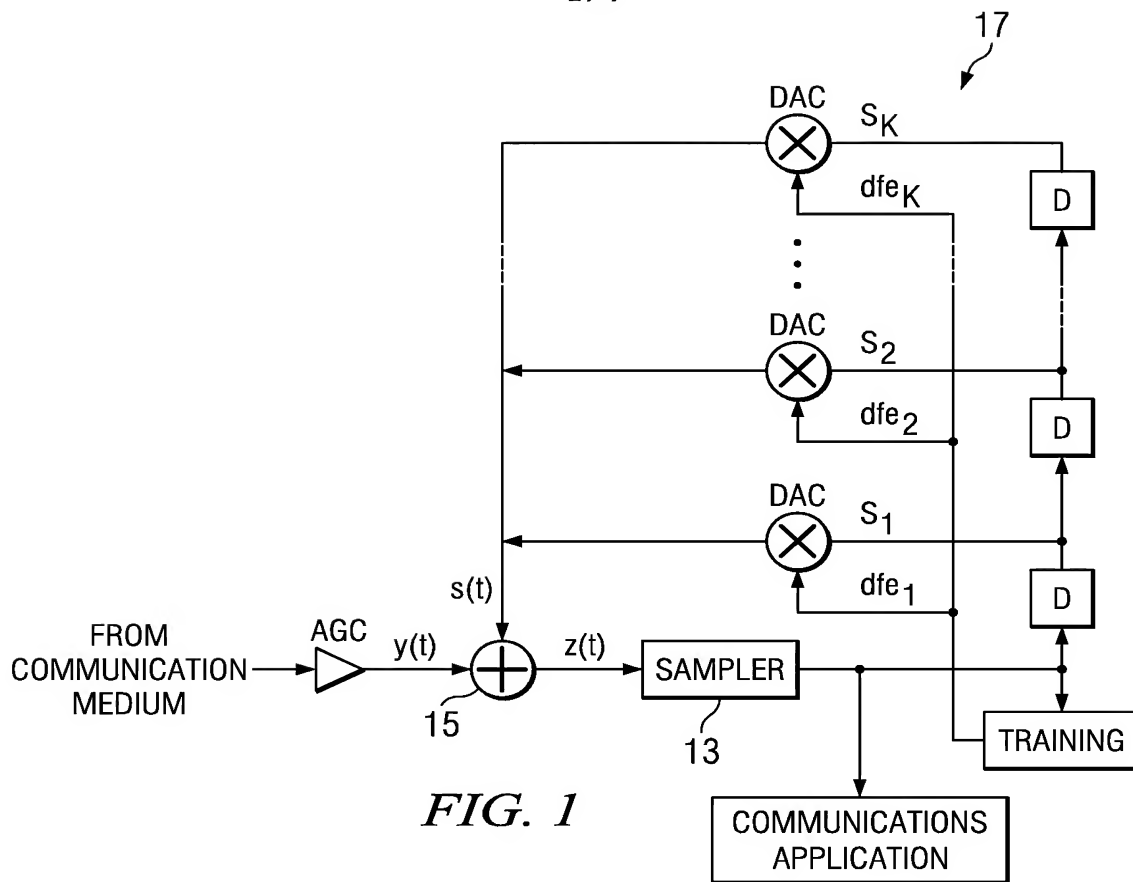 17
DAC
S_K
dfe_K
D
DAC
S_2
dfe_2
D
DAC
S_1
dfe_1
D
s(t)
FROM
COMMUNICATION
MEDIUM
AGC
y(t)
z(t)
SAMPLER
15
13
TRAINING
FIG. 1
COMMUNICATIONS
APPLICATION